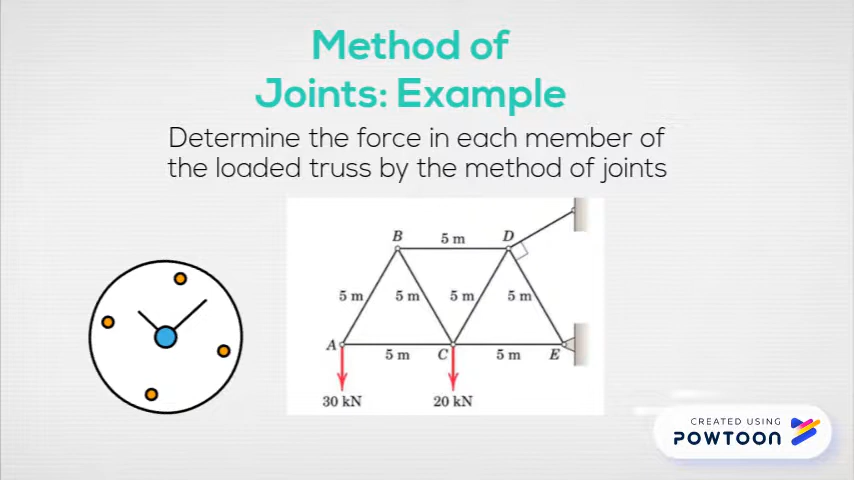 Method of
Joints: Example
Determine the force in each member of
the loaded truss by the method of joints
B
5 m
D
5 m
5 m
5 m
5 m
A
5 m
C
5 m
E
30 kN
20 kN
CREATED USING
POWTOON